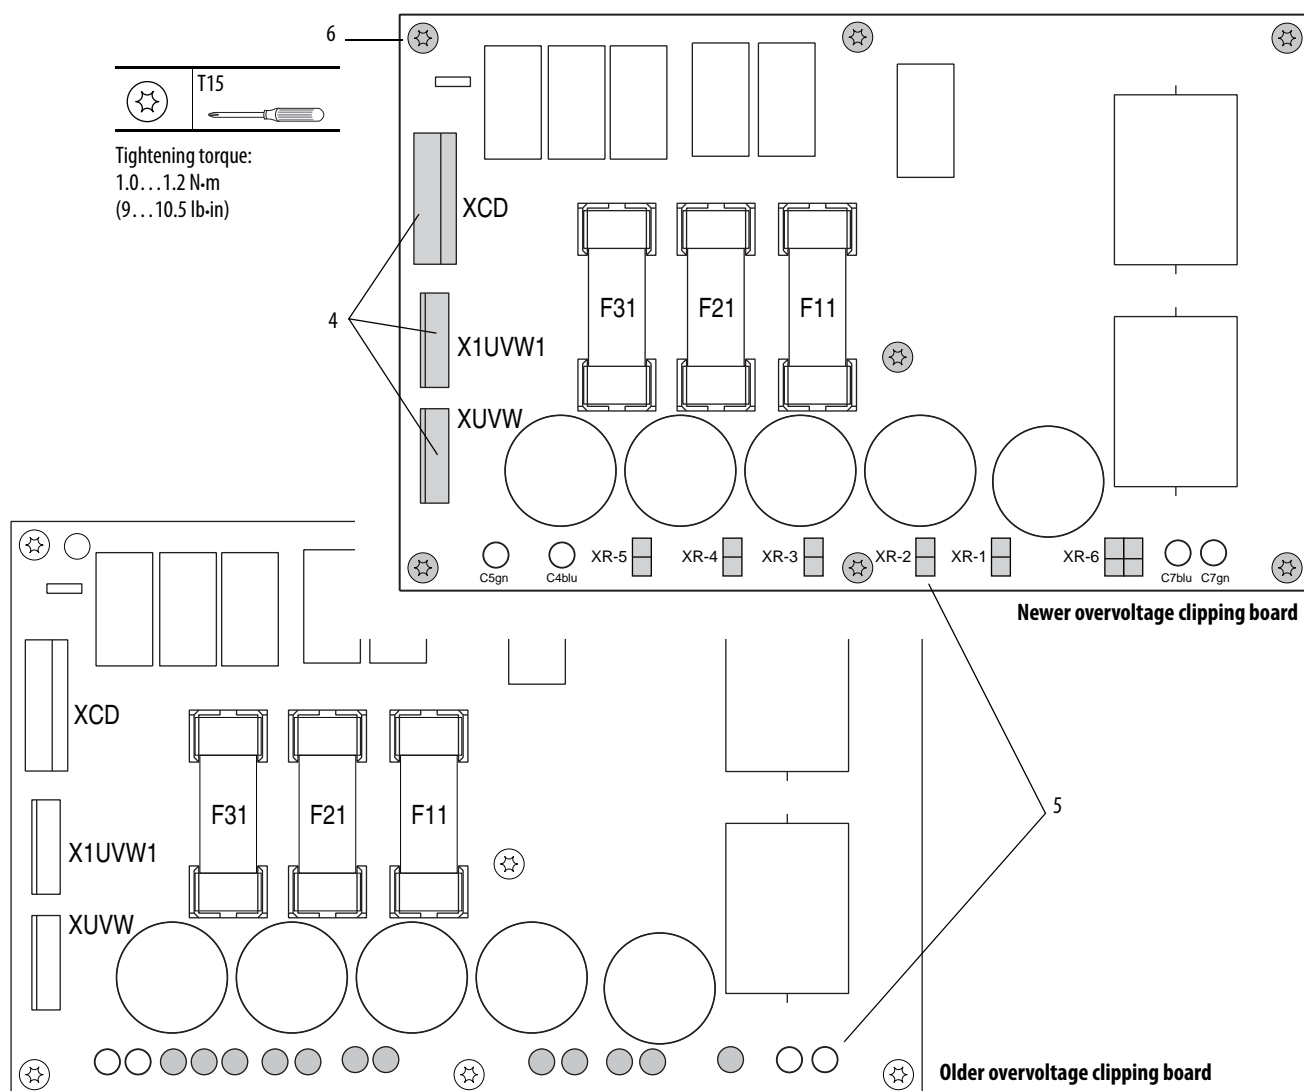 6
T15
Tightening torque:
1.0…1.2 N•m
(9…10.5 lb•in)
XCD
4
F31 F21 F11
X1UVW1
XUVW
C5gn C4blu XR-5 XR-4 XR-3 XR-2 XR-1 XR-6 C7blu C7gn
Newer overvoltage clipping board
XCD
F31 F21 F11
5
X1UVW1
XUVW
Older overvoltage clipping board